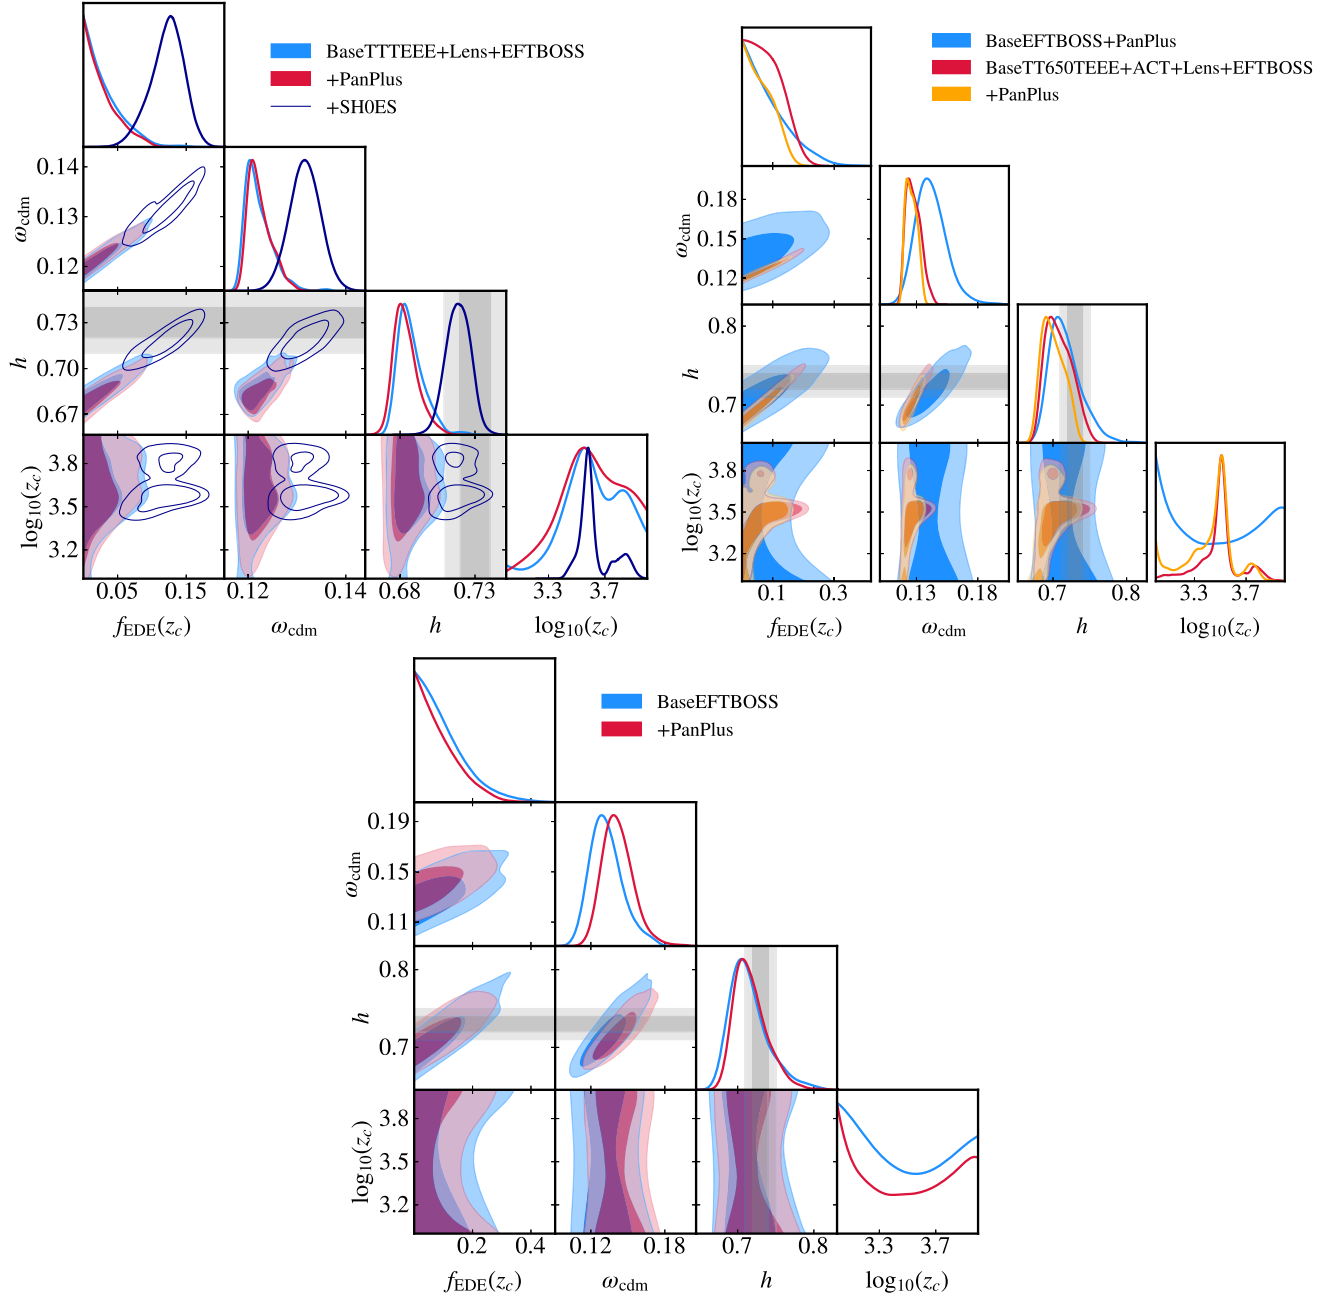 BaseTTTEEE+Lens+EFTBOSS
+PanPlus
+SH0ES
0.14
0.13
0.12
ω_cdm
0.73
0.70
0.67
h
3.8
3.5
3.2
log₁₀(z_c)
0.05 0.15
0.12 0.14
0.68 0.73
3.3 3.7
f_EDE(z_c)
ω_cdm
h
log₁₀(z_c)
BaseEFTBOSS+PanPlus
BaseTT650TEEE+ACT+Lens+EFTBOSS
+PanPlus
0.18
0.15
0.12
ω_cdm
0.8
0.7
h
3.8
3.5
3.2
log₁₀(z_c)
0.1 0.3
0.13 0.18
0.7 0.8
3.3 3.7
f_EDE(z_c)
ω_cdm
h
log₁₀(z_c)
BaseEFTBOSS
+PanPlus
0.19
0.15
0.11
ω_cdm
0.8
0.7
h
3.8
3.5
3.2
log₁₀(z_c)
0.2 0.4
0.12 0.18
0.7 0.8
3.3 3.7
f_EDE(z_c)
ω_cdm
h
log₁₀(z_c)